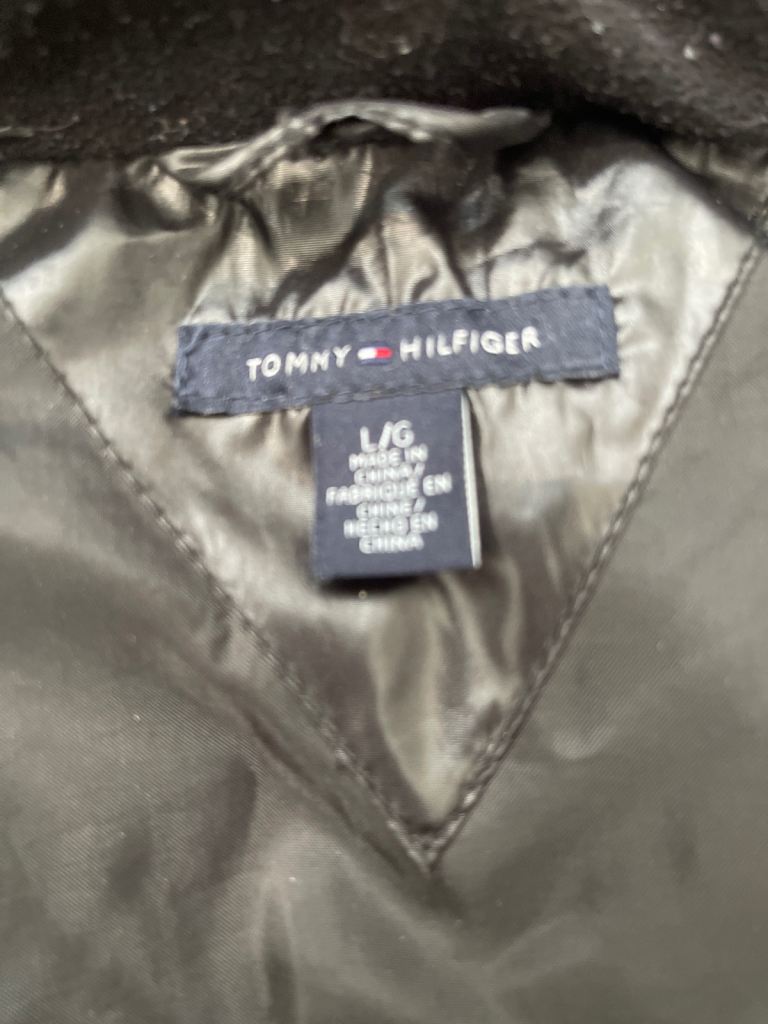 TOMMY HILFIGER
L/G
MADE IN
CHINA/
FABRIQUÉ EN
CHINE/
HECHO EN
CHINA